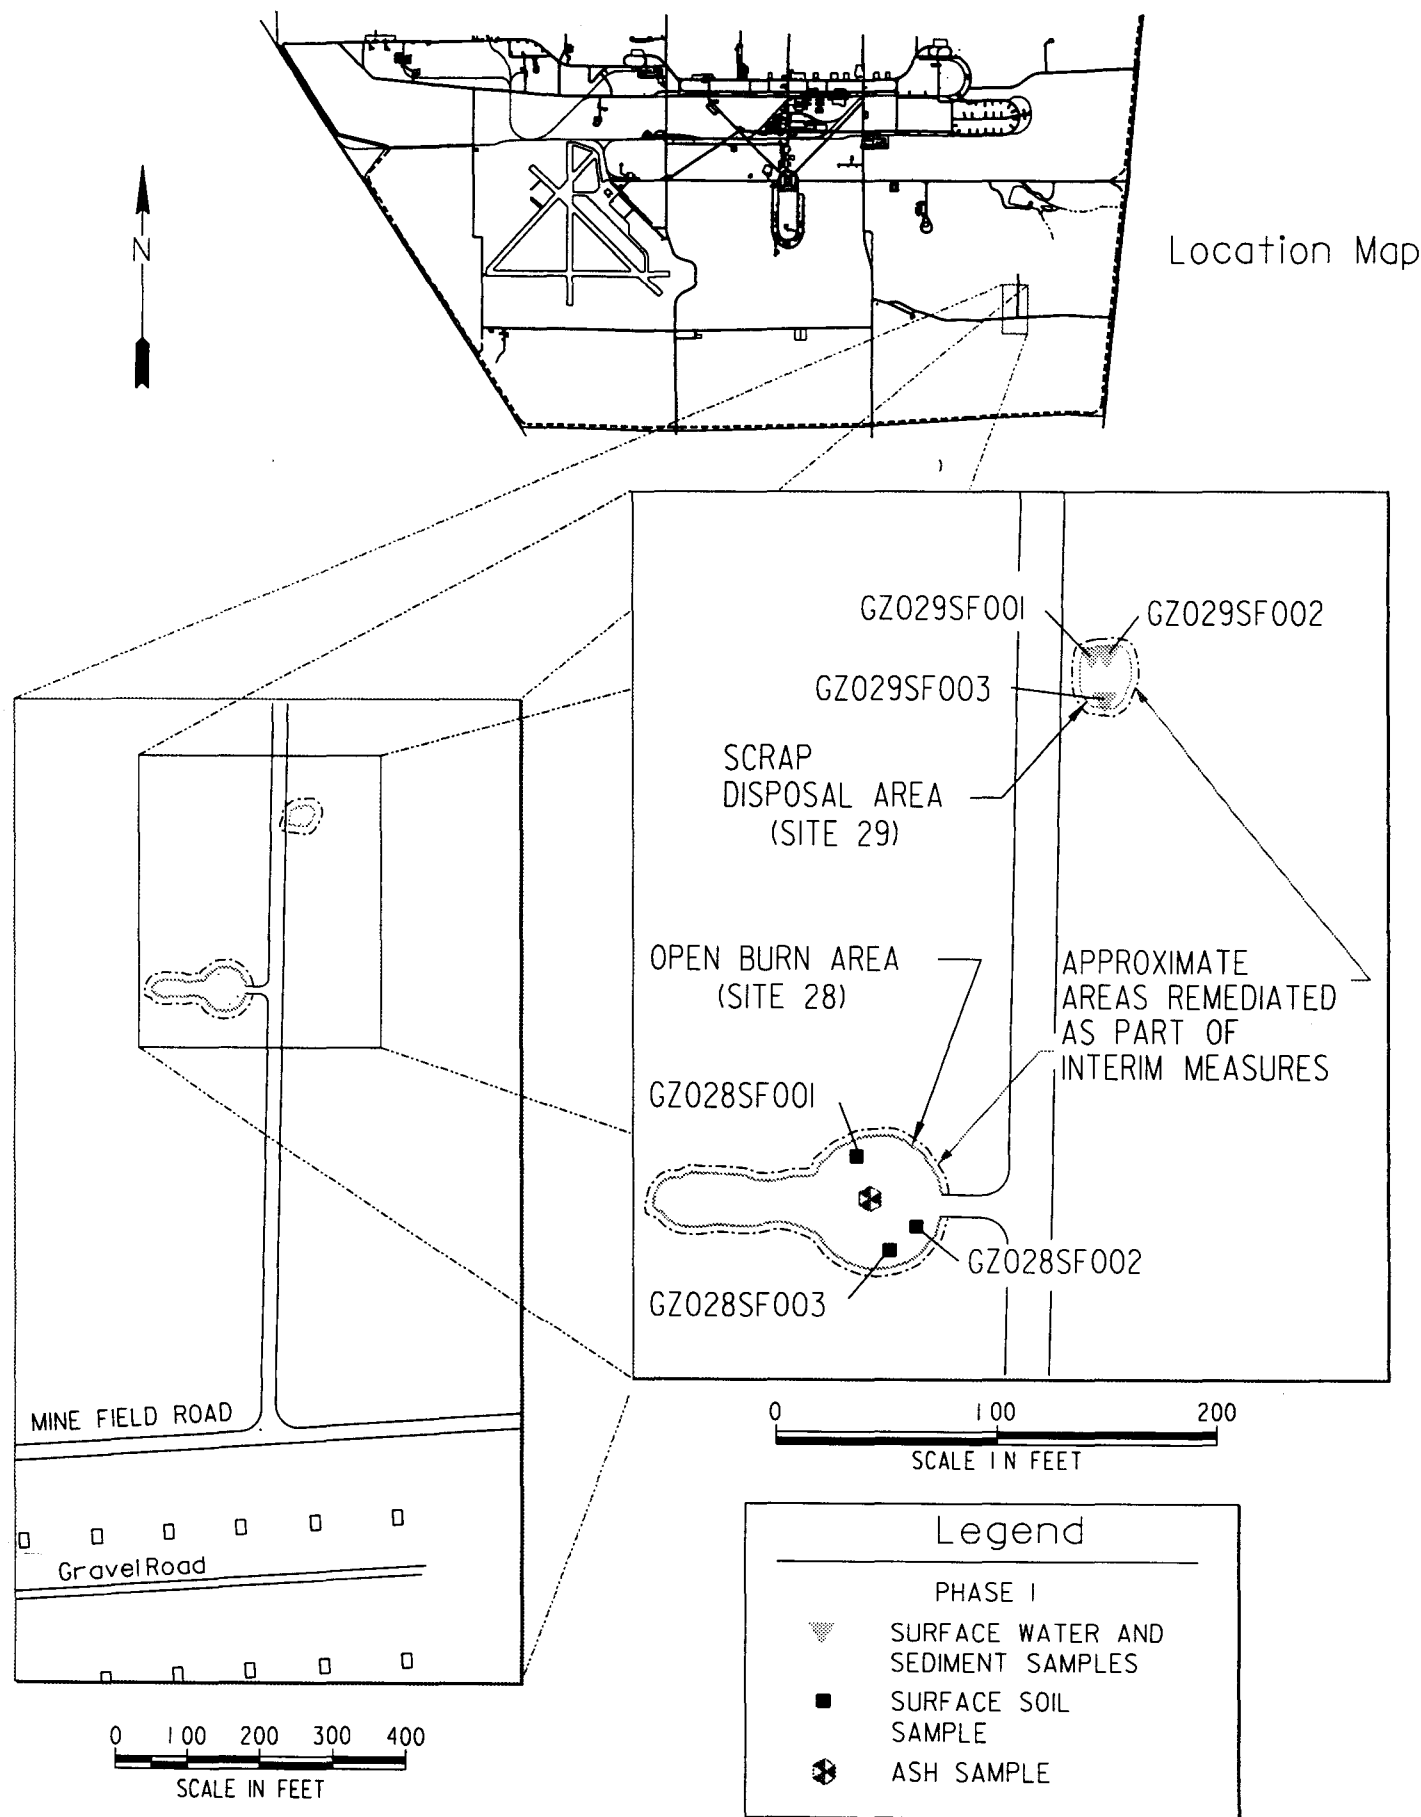 Location Map
N
GZ029SF001
GZ029SF002
GZ029SF003
SCRAP
DISPOSAL AREA
(SITE 29)
OPEN BURN AREA
(SITE 28)
APPROXIMATE
AREAS REMEDIATED
AS PART OF
INTERIM MEASURES
GZ028SF001
GZ028SF002
GZ028SF003
MINE FIELD ROAD
Gravel Road
0 100 200
SCALE IN FEET
0 100 200 300 400
SCALE IN FEET
Legend
PHASE I
SURFACE WATER AND
SEDIMENT SAMPLES
SURFACE SOIL
SAMPLE
ASH SAMPLE